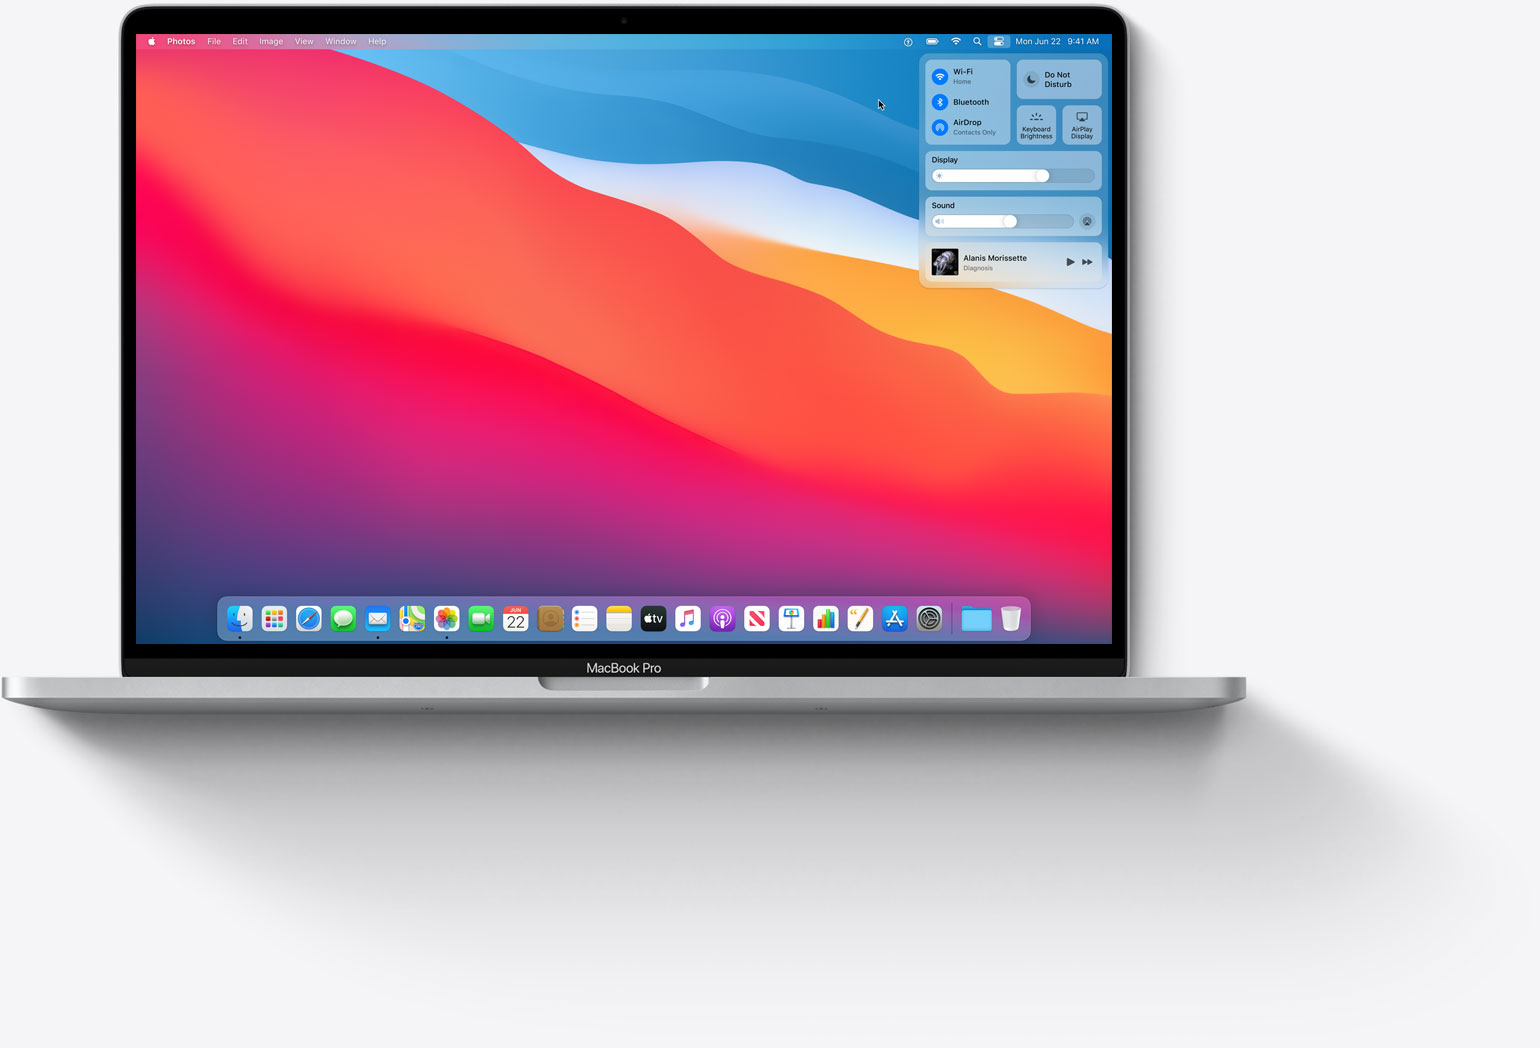 Photos File Edit Image View Window Help
Mon Jun 22 9:41 AM
Wi-Fi
Home
Bluetooth
AirDrop
Contacts Only
Do Not
Disturb
Keyboard
Brightness
AirPlay
Display
Display
Sound
Alanis Morissette
Diagnosis
JUN
22
tv
MacBook Pro